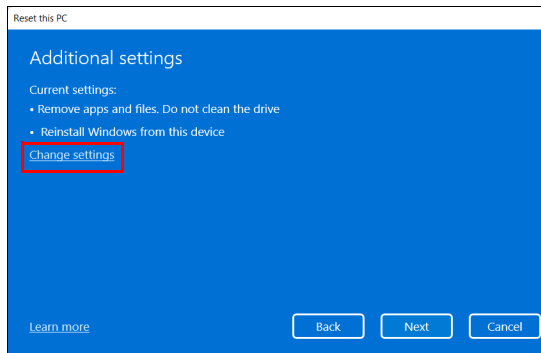 Reset this PC
Additional settings
Current settings:
• Remove apps and files. Do not clean the drive
• Reinstall Windows from this device
Change settings
Learn more
Back
Next
Cancel